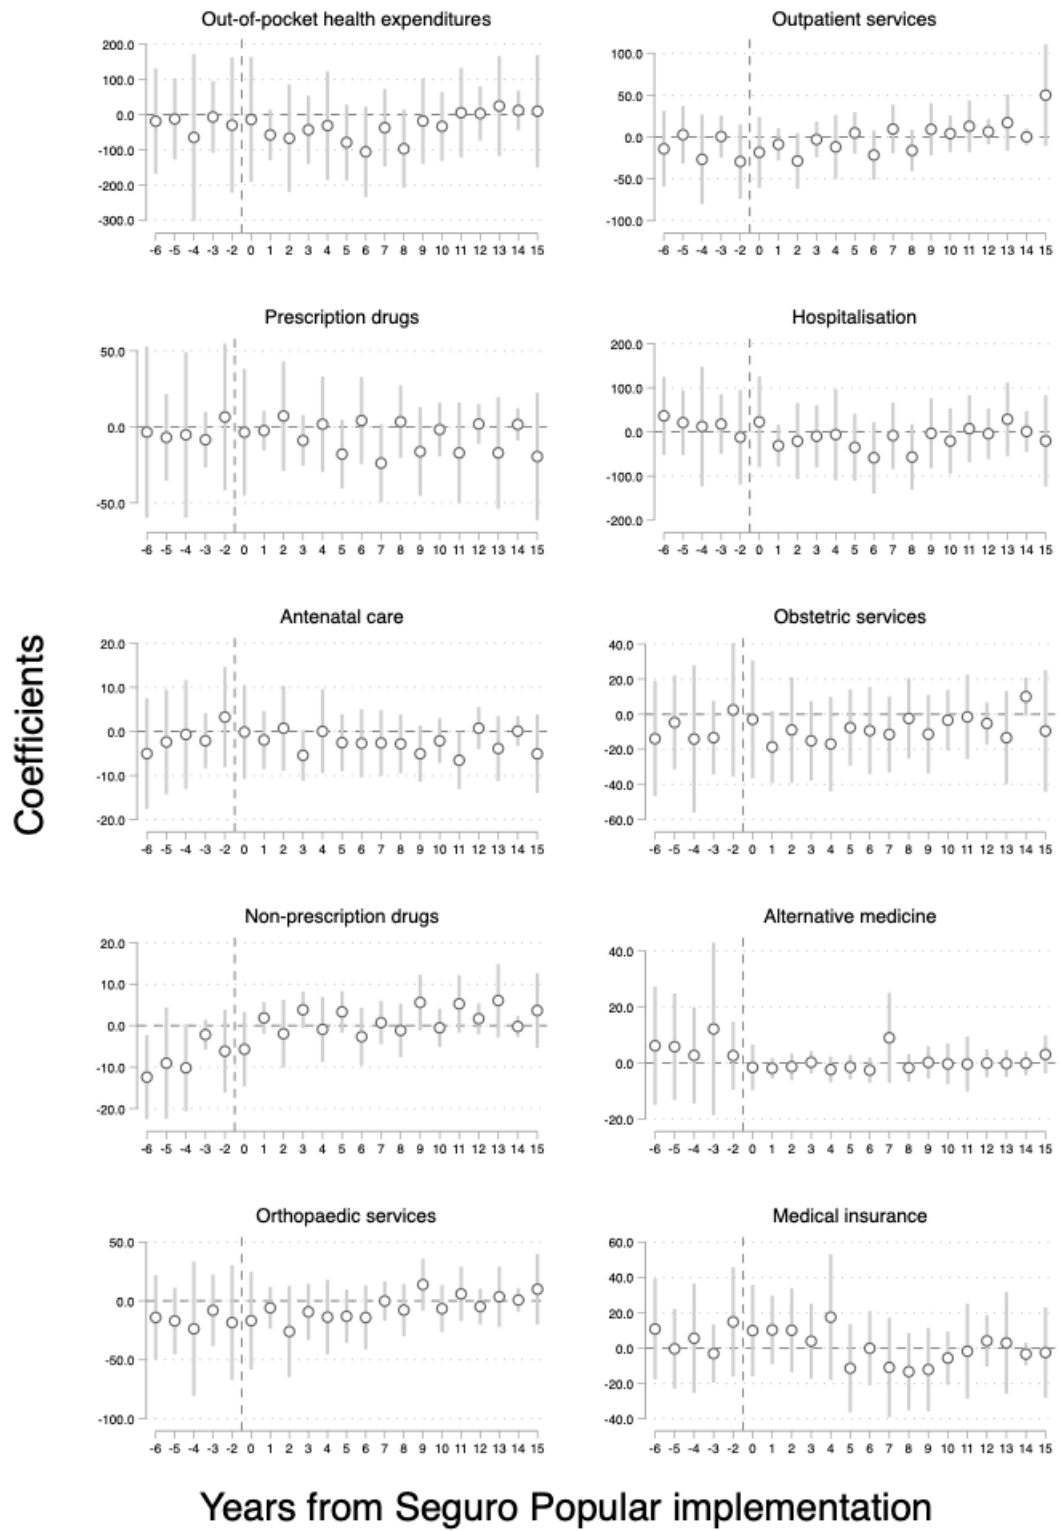 Out-of-pocket health expenditures
200.0
100.0
0.0
-100.0
-200.0
-300.0
-6 -5 -4 -3 -2 0 1 2 3 4 5 6 7 8 9 10 11 12 13 14 15
Outpatient services
100.0
50.0
0.0
-50.0
-100.0
-6 -5 -4 -3 -2 0 1 2 3 4 5 6 7 8 9 10 11 12 13 14 15
Prescription drugs
50.0
0.0
-50.0
-6 -5 -4 -3 -2 0 1 2 3 4 5 6 7 8 9 10 11 12 13 14 15
Hospitalisation
200.0
100.0
0.0
-100.0
-200.0
-6 -5 -4 -3 -2 0 1 2 3 4 5 6 7 8 9 10 11 12 13 14 15
Coefficients
Antenatal care
20.0
10.0
0.0
-10.0
-20.0
-6 -5 -4 -3 -2 0 1 2 3 4 5 6 7 8 9 10 11 12 13 14 15
Obstetric services
40.0
20.0
0.0
-20.0
-40.0
-60.0
-6 -5 -4 -3 -2 0 1 2 3 4 5 6 7 8 9 10 11 12 13 14 15
Non-prescription drugs
20.0
10.0
0.0
-10.0
-20.0
-6 -5 -4 -3 -2 0 1 2 3 4 5 6 7 8 9 10 11 12 13 14 15
Alternative medicine
40.0
20.0
0.0
-20.0
-6 -5 -4 -3 -2 0 1 2 3 4 5 6 7 8 9 10 11 12 13 14 15
Orthopaedic services
50.0
0.0
-50.0
-100.0
-6 -5 -4 -3 -2 0 1 2 3 4 5 6 7 8 9 10 11 12 13 14 15
Medical insurance
60.0
40.0
20.0
0.0
-20.0
-40.0
-6 -5 -4 -3 -2 0 1 2 3 4 5 6 7 8 9 10 11 12 13 14 15
Years from Seguro Popular implementation